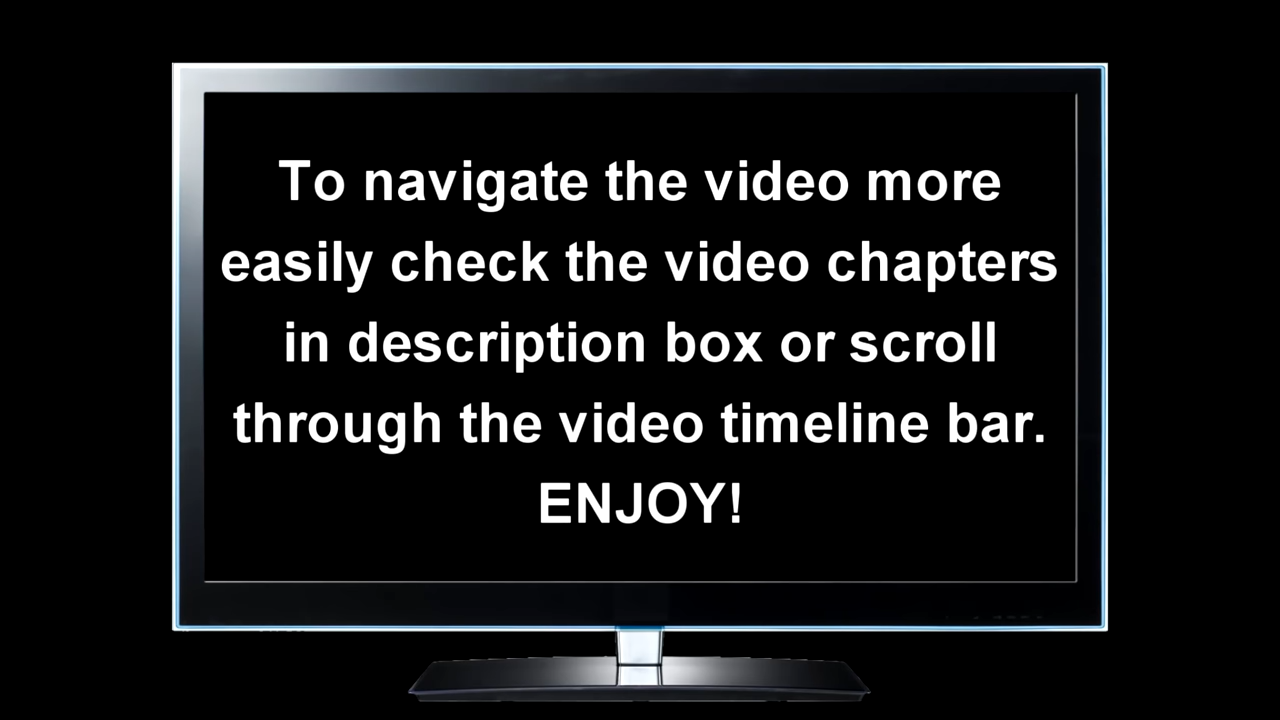 To navigate the video more
easily check the video chapters
in description box or scroll
through the video timeline bar.
ENJOY!